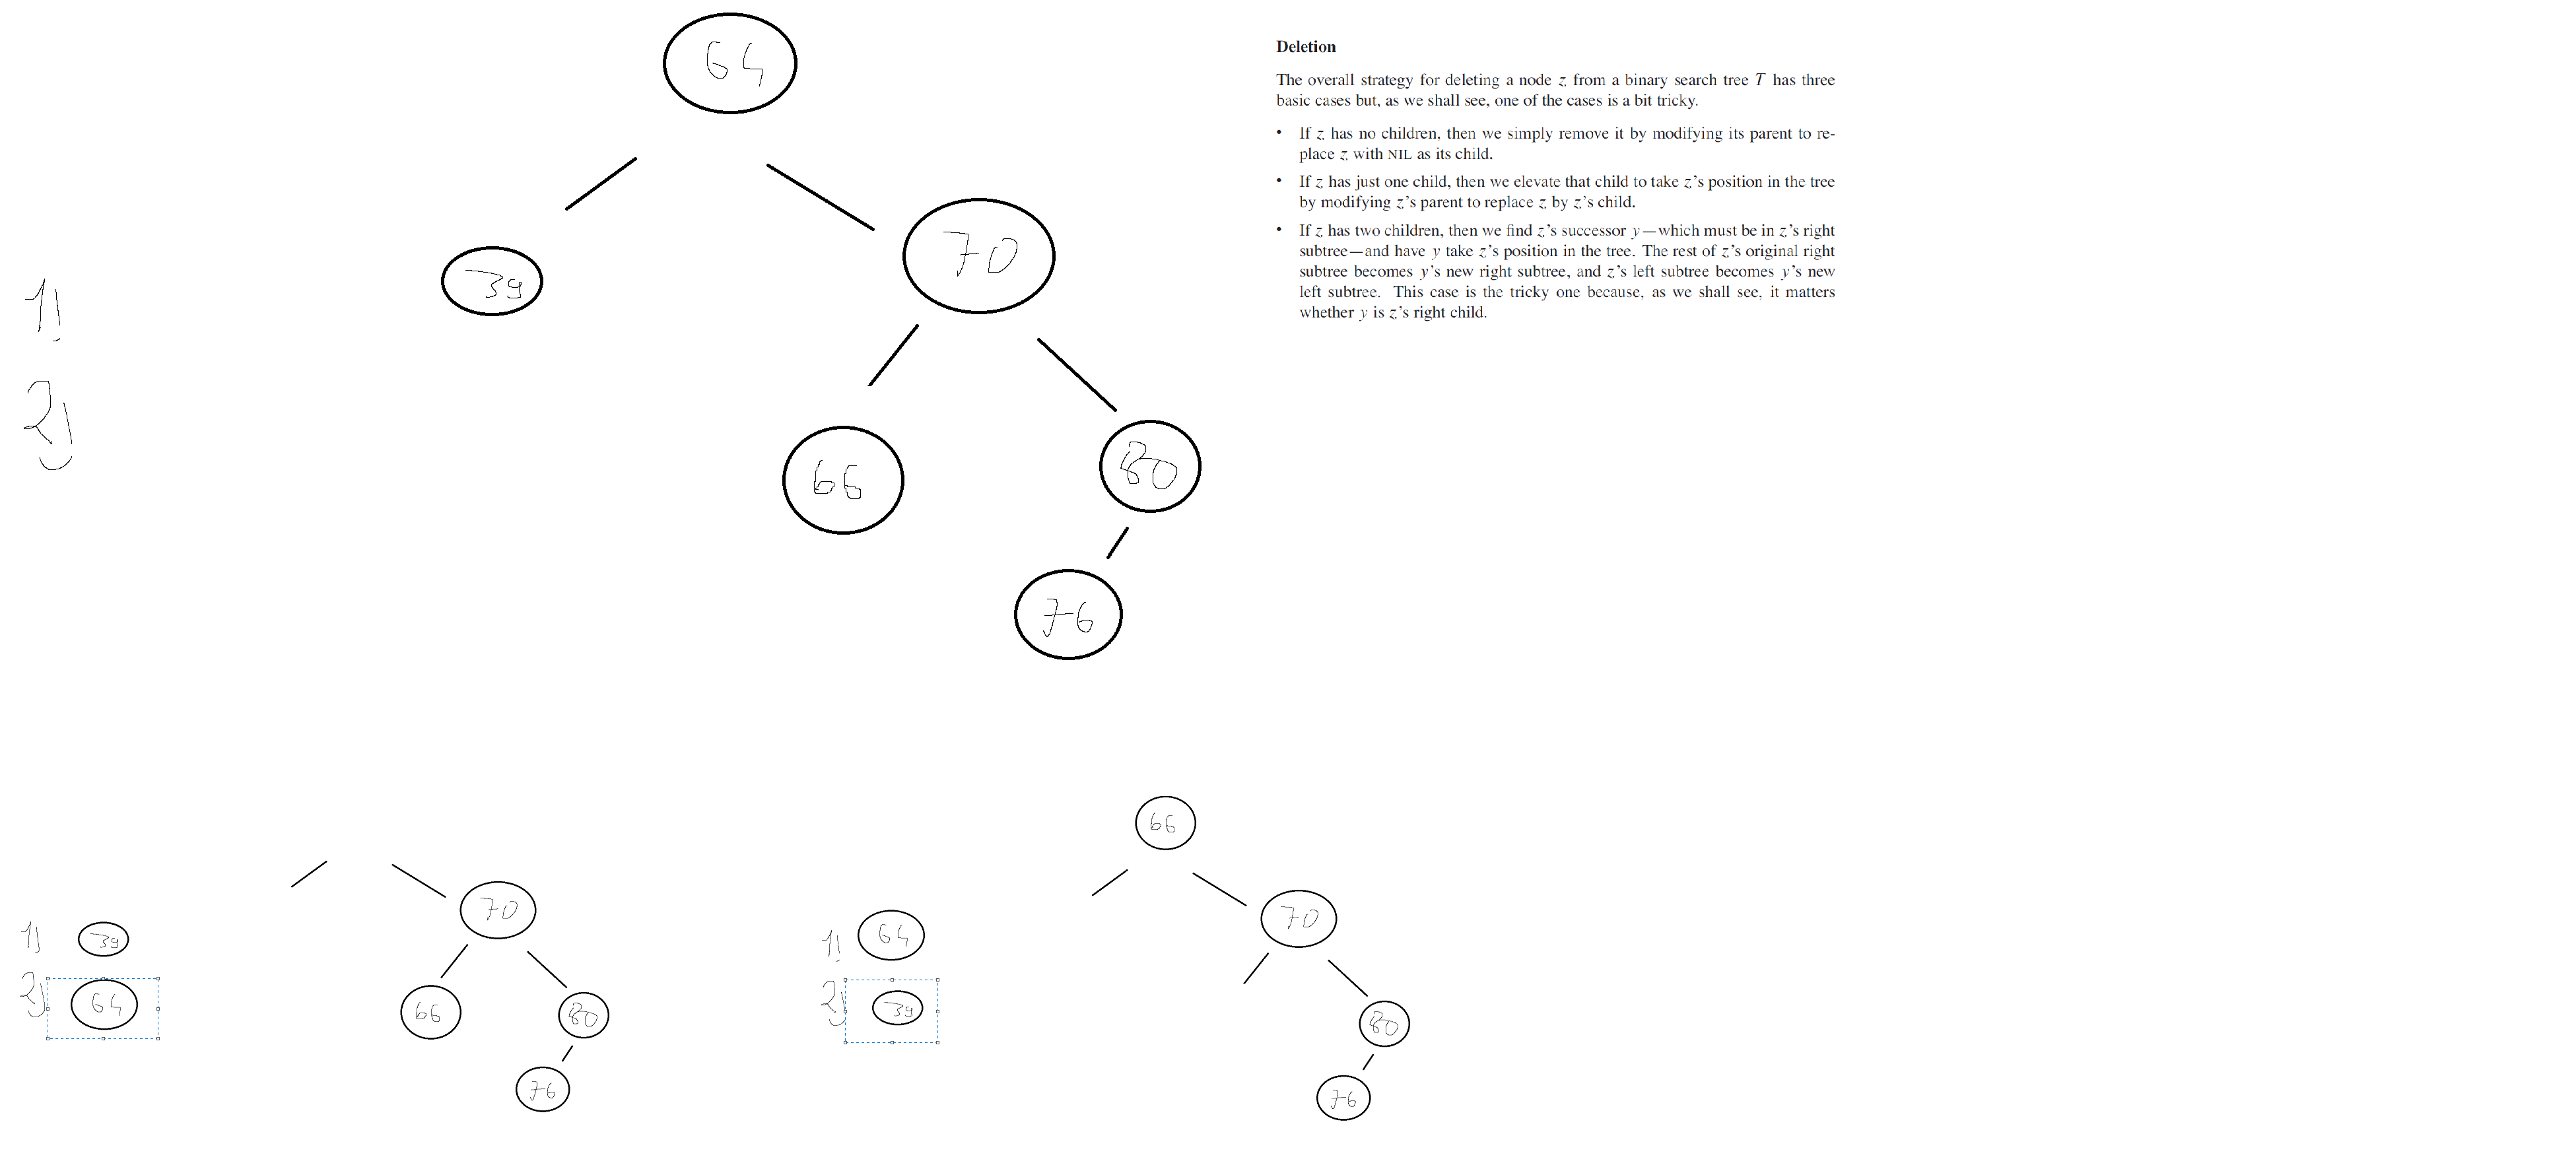 64
Deletion
The overall strategy for deleting a node z from a binary search tree T has three
basic cases but, as we shall see, one of the cases is a bit tricky.
• If z has no children, then we simply remove it by modifying its parent to re-
place z with NIL as its child.
• If z has just one child, then we elevate that child to take z's position in the tree
by modifying z's parent to replace z by z's child.
• If z has two children, then we find z's successor y—which must be in z's right
subtree—and have y take z's position in the tree. The rest of z's original right
subtree becomes y's new right subtree, and z's left subtree becomes y's new
left subtree. This case is the tricky one because, as we shall see, it matters
whether y is z's right child.
39
70
1)
2)
66
80
76
70
1) 39
2) 64
66
80
76
66
70
1) 64
2) 39
80
76